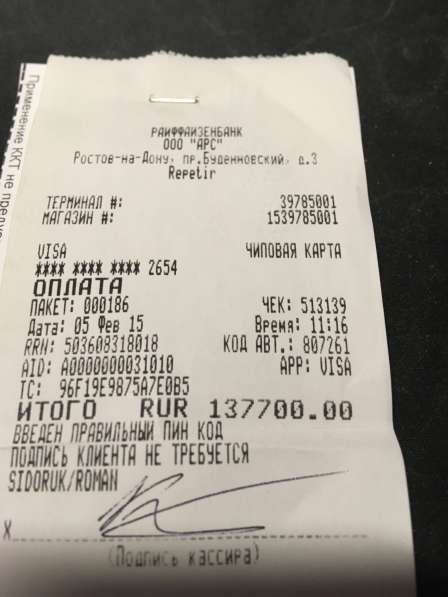 РАЙФФАЙЗЕНБАНК
ООО "АРС"
Ростов-на-Дону, пр.Буденновский, д.3
Repetir
ТЕРМИНАЛ #: 39785001
МАГАЗИН #: 1539785001
VISA ЧИПОВАЯ КАРТА
**** **** **** 2654
ОПЛАТА
ПАКЕТ: 000186 ЧЕК: 513139
Дата: 05 Фев 15 Время: 11:16
RRN: 503608318018 КОД АВТ.: 807261
AID: A0000000031010 APP: VISA
TC: 96F19E9875A7E0B5
ИТОГО RUR 137700.00
ВВЕДЕН ПРАВИЛЬНЫЙ ПИН КОД
ПОДПИСЬ КЛИЕНТА НЕ ТРЕБУЕТСЯ
SIDORUK/ROMAN
X
(Подпись кассира)
Применение ККТ не